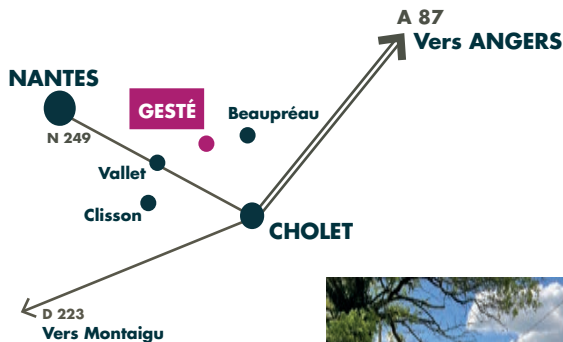 A 87
Vers ANGERS
NANTES
GESTÉ
Beaupréau
N 249
Vallet
Clisson
CHOLET
D 223
Vers Montaigu